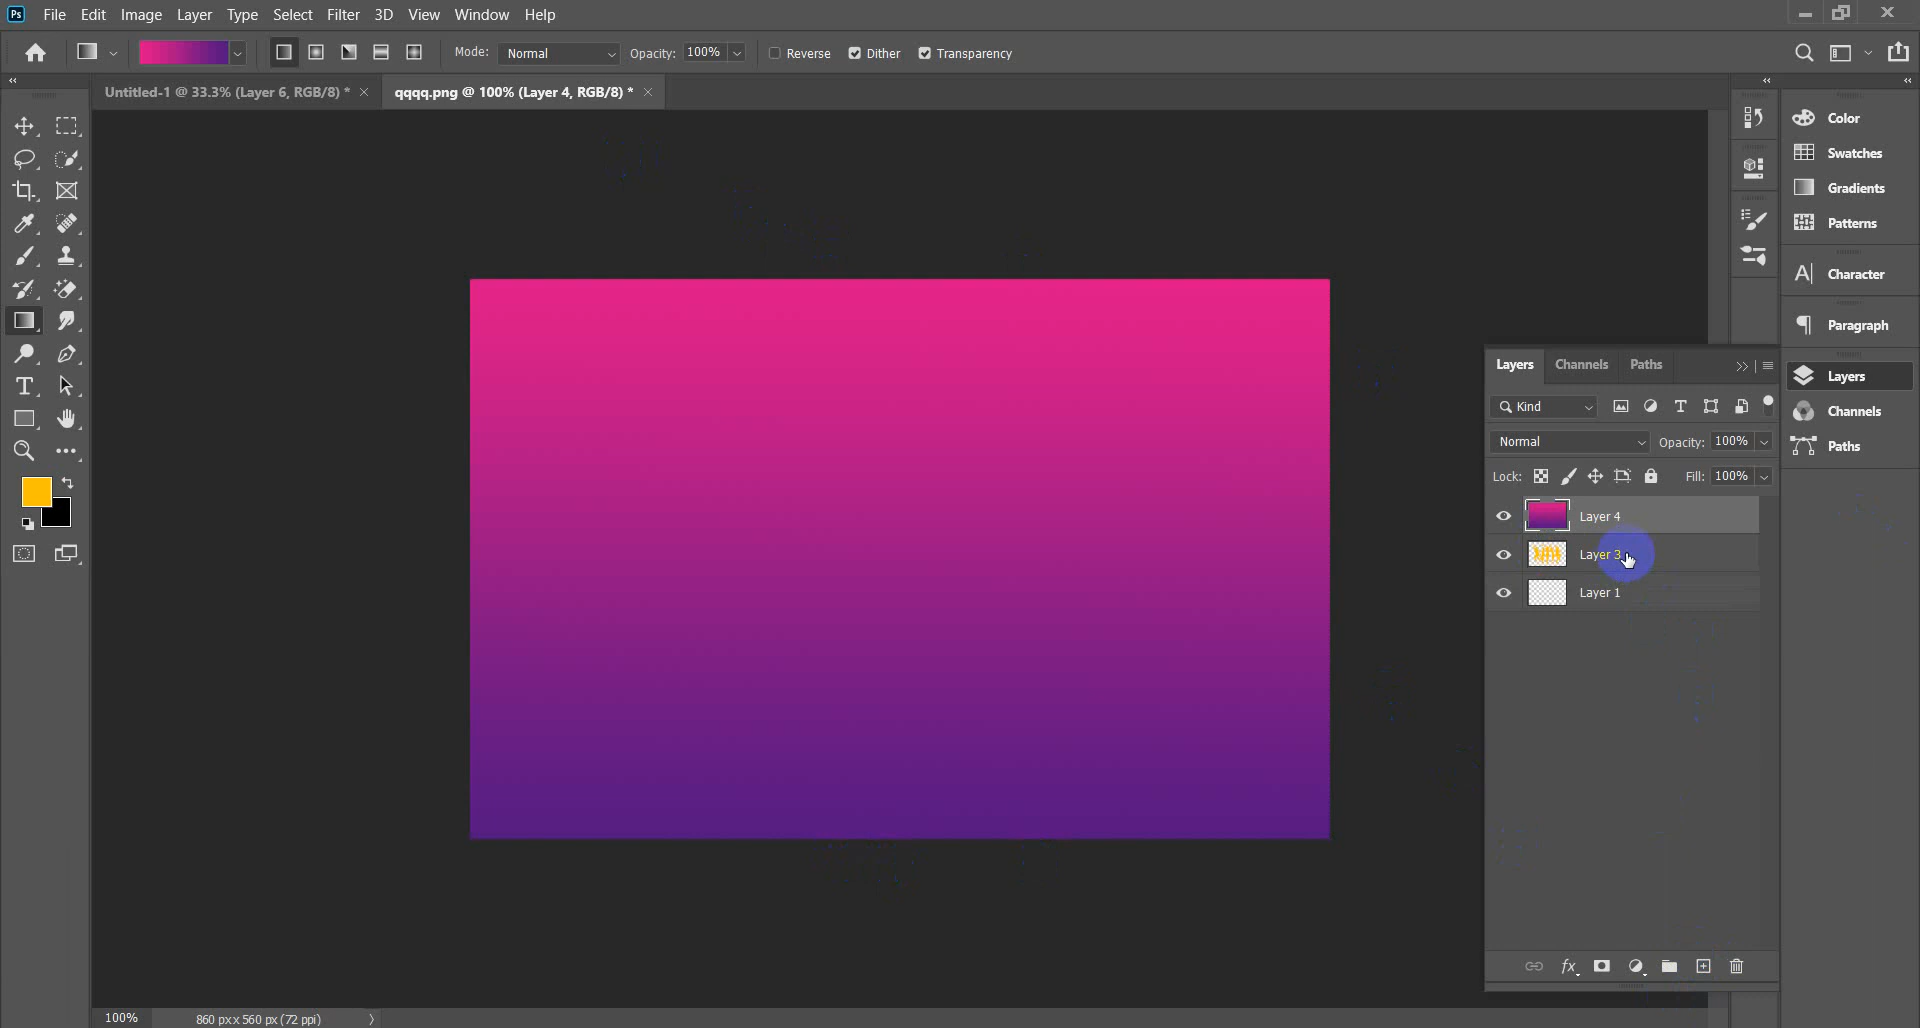 Ps File Edit Image Layer Type Select Filter 3D View Window Help
Mode: Normal Opacity: 100% Reverse Dither Transparency
Untitled-1 @ 33.3% (Layer 6, RGB/8) * × qqqq.png @ 100% (Layer 4, RGB/8) * ×
Color
Swatches
Gradients
Patterns
Character
Paragraph
Layers
Channels
Paths
Layers Channels Paths
Kind
Normal Opacity: 100%
Lock: Fill: 100%
Layer 4
Layer 3
Layer 1
fx
100% 860 px x 560 px (72 ppi)